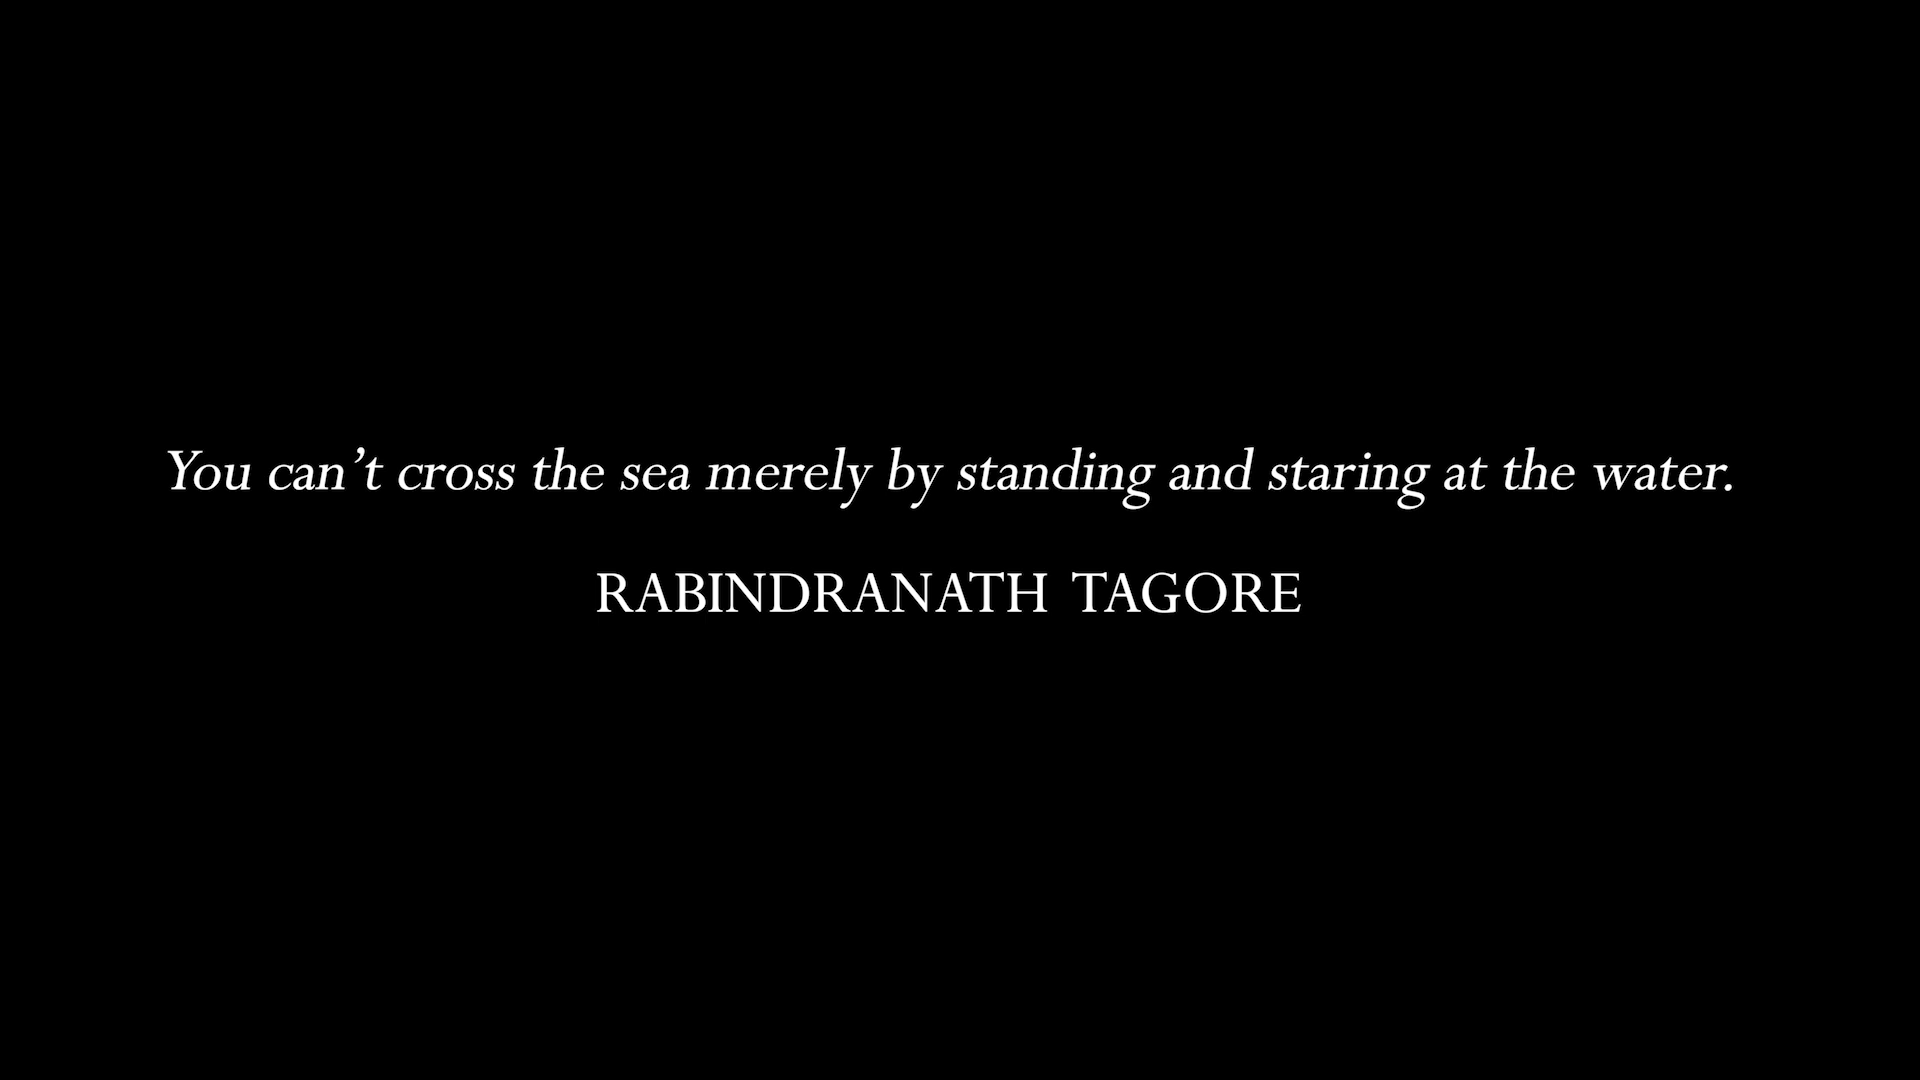 You can’t cross the sea merely by standing and staring at the water.
RABINDRANATH TAGORE